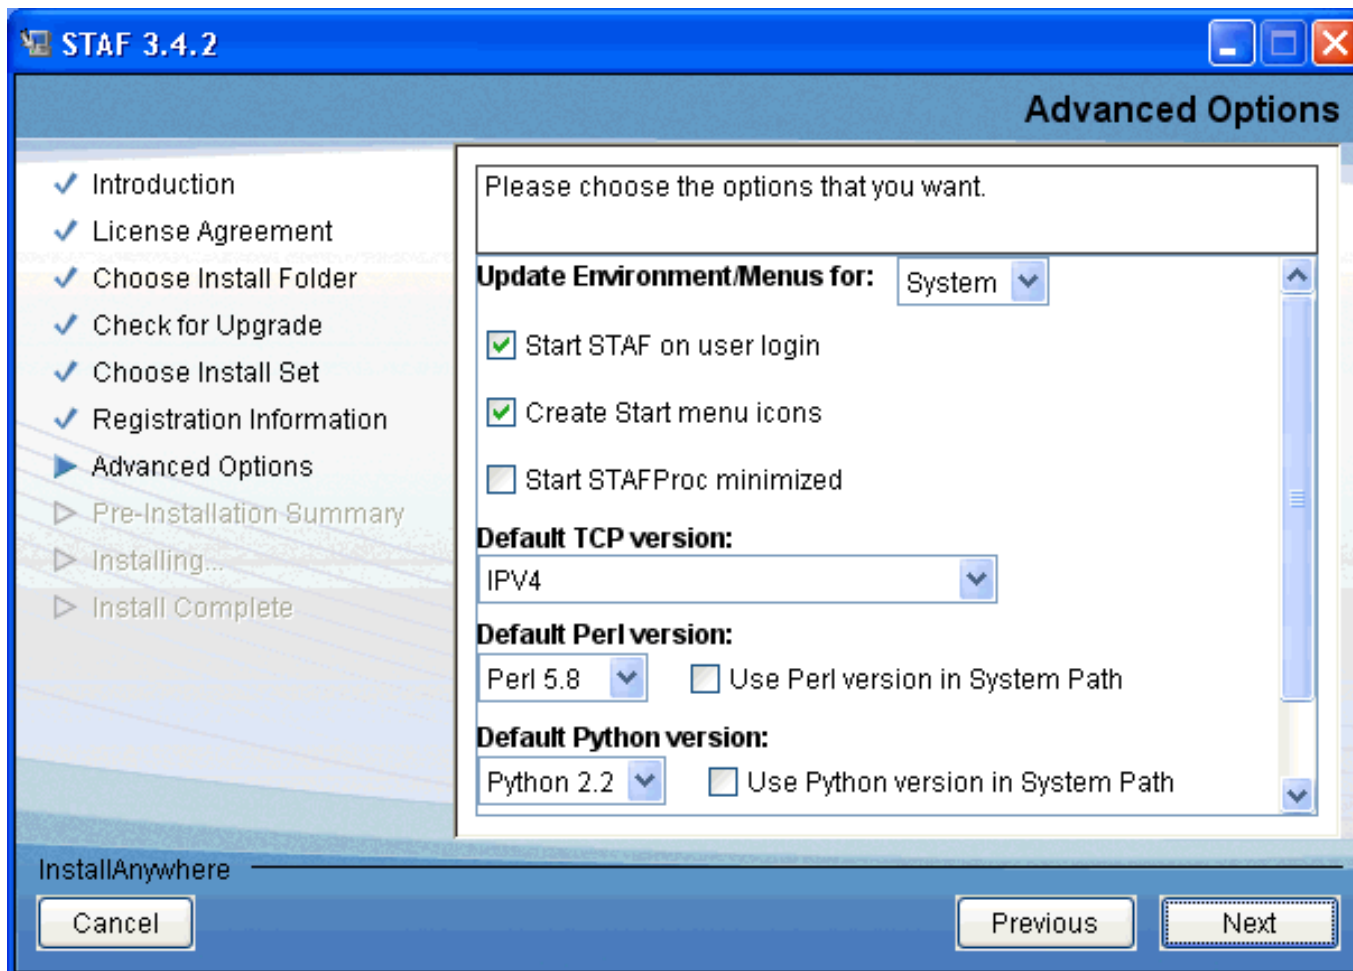 STAF 3.4.2
Advanced Options
Introduction
License Agreement
Choose Install Folder
Check for Upgrade
Choose Install Set
Registration Information
Advanced Options
Pre-Installation Summary
Installing...
Install Complete
Please choose the options that you want.
Update Environment/Menus for: System
Start STAF on user login
Create Start menu icons
Start STAFProc minimized
Default TCP version:
IPV4
Default Perl version:
Perl 5.8 Use Perl version in System Path
Default Python version:
Python 2.2 Use Python version in System Path
InstallAnywhere
Cancel Previous Next